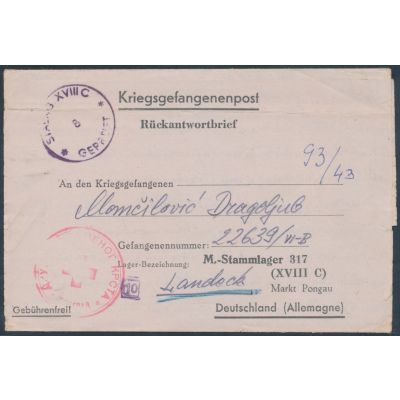 STALAG XVIII C
8
GEPRÜFT
Kriegsgefangenenpost
Rückantwortbrief
93/43
An den Kriegsgefangenen
Momčilović Dragoljub
Gefangenennummer: 22639/VI-B
Lager-Bezeichnung: M.-Stammlager 317
(XVIII C)
10
Landeck Markt Pongau
Gebührenfrei!
Deutschland (Allemagne)